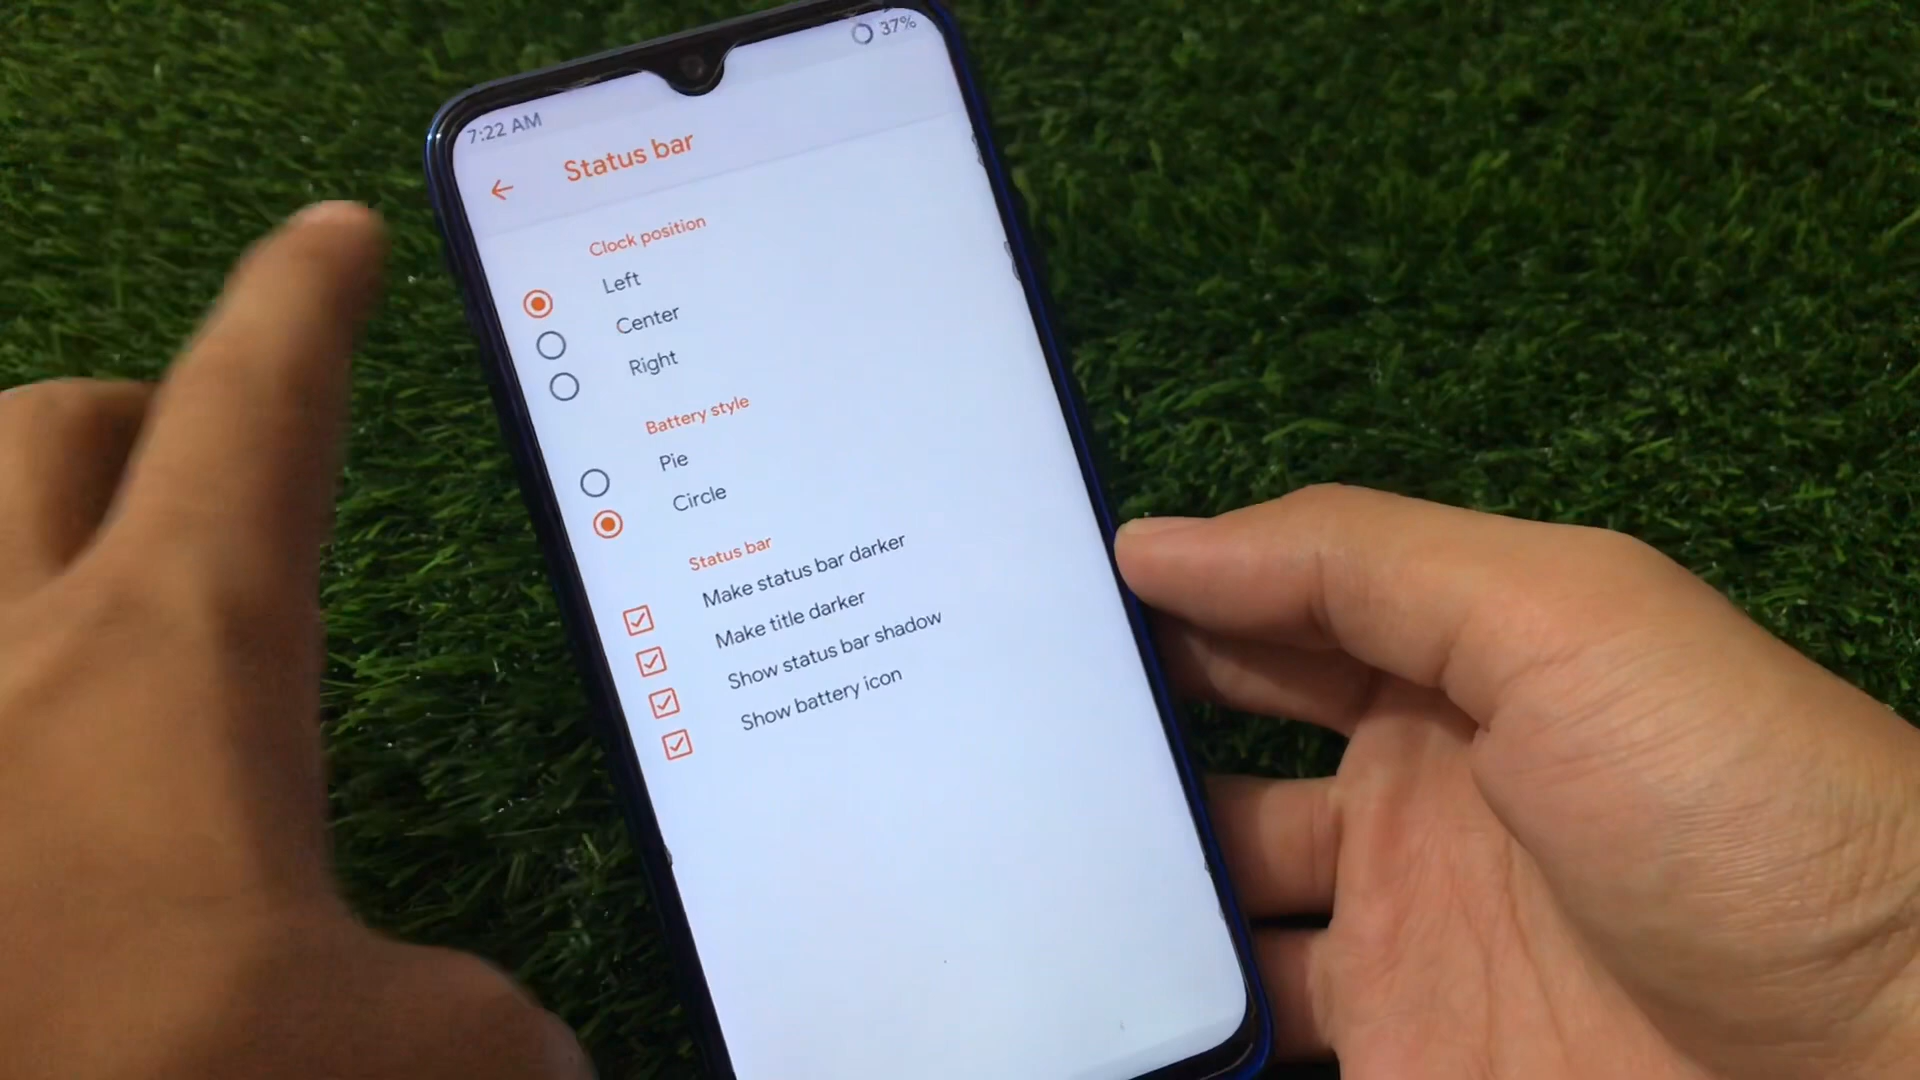 7:22 AM
37%
Status bar
Clock position
Left
Center
Right
Battery style
Pie
Circle
Status bar
Make status bar darker
Make title darker
Show status bar shadow
Show battery icon